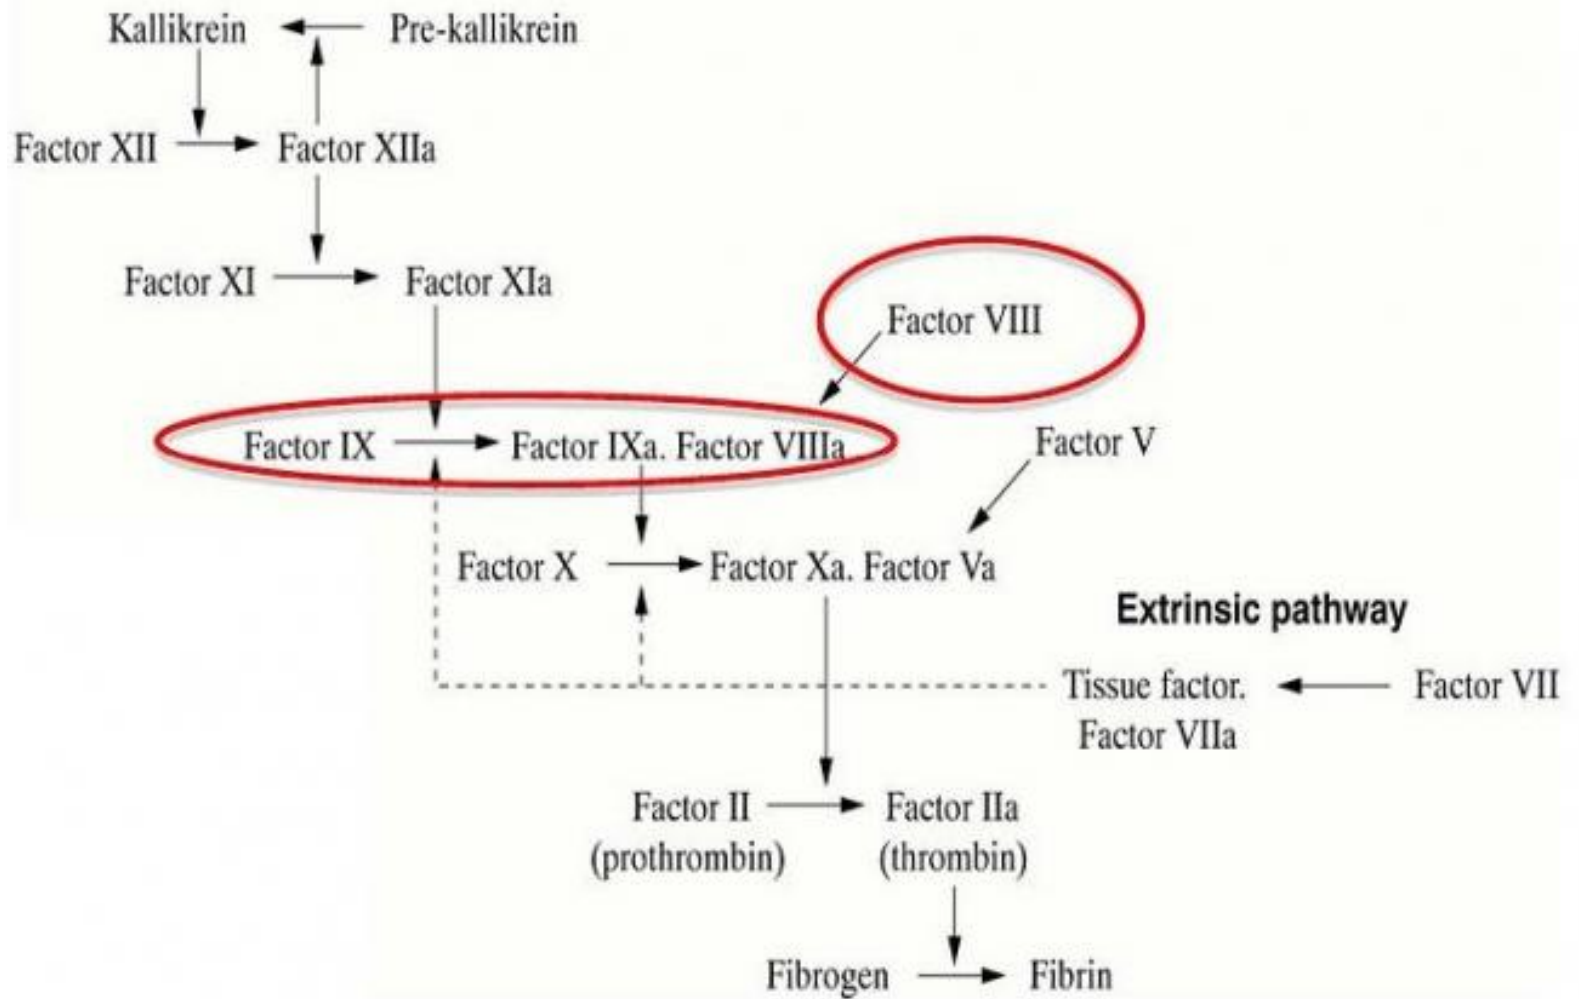 Kallikrein Pre-kallikrein
Factor XII Factor XIIa
Factor XI Factor XIa
Factor VIII
Factor IX Factor IXa. Factor VIIIa
Factor V
Factor X Factor Xa. Factor Va
Extrinsic pathway
Tissue factor. Factor VII
Factor VIIa
Factor II Factor IIa
(prothrombin) (thrombin)
Fibrogen Fibrin